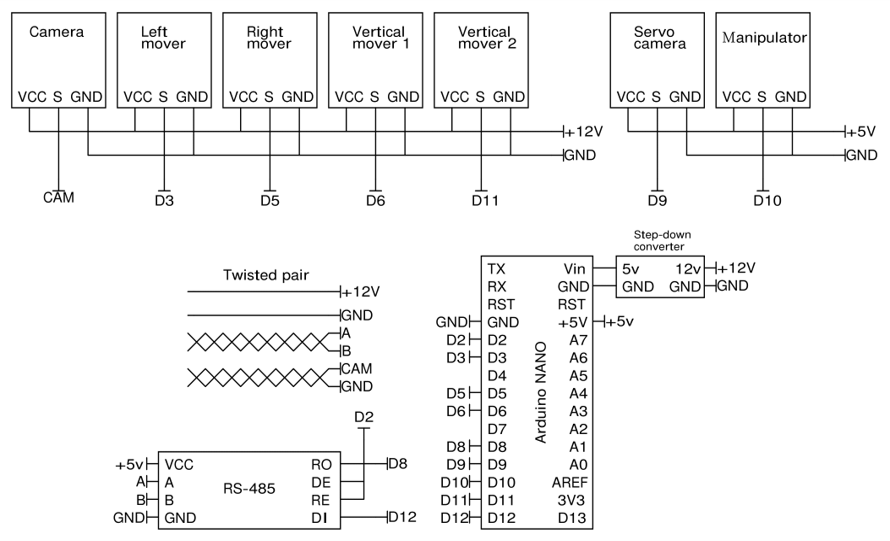 Camera
Left
mover
Right
mover
Vertical
mover 1
Vertical
mover 2
Servo
camera
Manipulator
VCC S GND
VCC S GND
VCC S GND
VCC S GND
VCC S GND
VCC S GND
VCC S GND
+12V
GND
+5V
GND
CAM
D3
D5
D6
D11
D9
D10
Twisted pair
+12V
GND
A
B
CAM
GND
D2
+5v VCC RO D8
A A DE
B B RE
GND GND DI D12
RS-485
Step-down
converter
TX Vin 5v 12v +12V
RX GND GND GND GND
RST RST
GND GND +5V +5v
D2 D2 A7
D3 D3 A6
D4 A5
D5 D5 A4
D6 D6 A3
D7 A2
D8 D8 A1
D9 D9 A0
D10 D10 AREF
D11 D11 3V3
D12 D12 D13
Arduino NANO